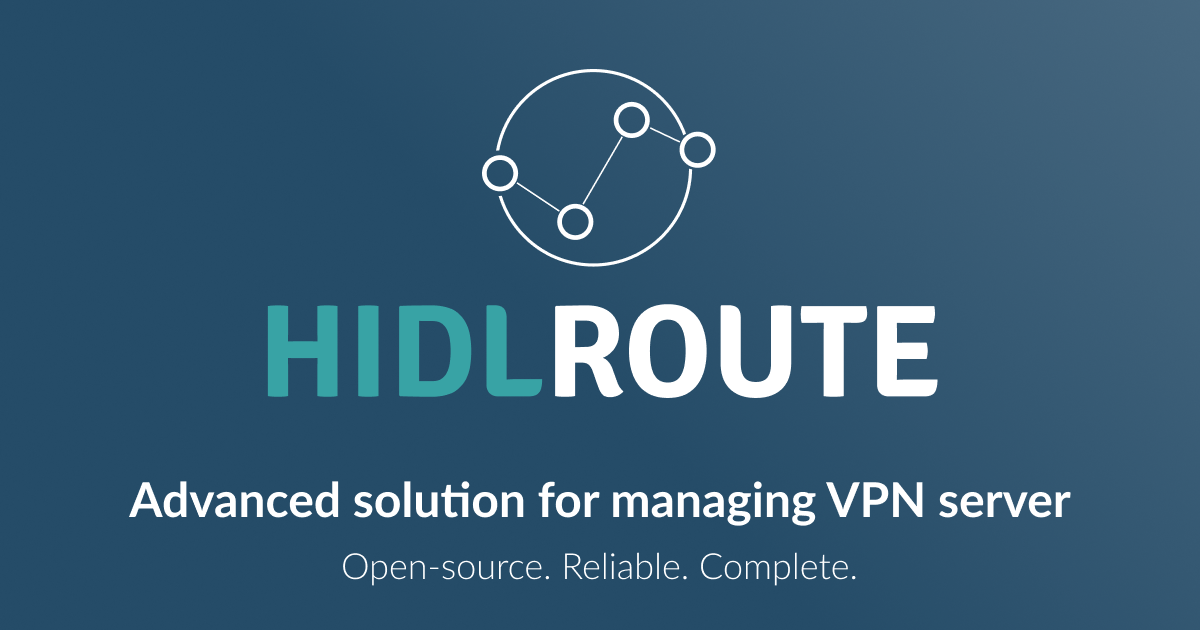 HIDLROUTE
Advanced solution for managing VPN server
Open-source. Reliable. Complete.